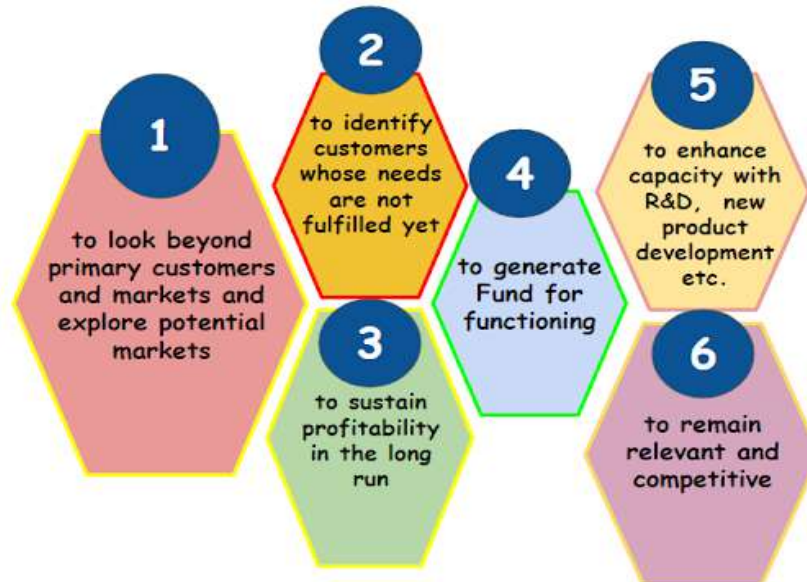 1
to look beyond
primary customers
and markets and
explore potential
markets
2
to identify
customers
whose needs
are not
fulfilled yet
3
to sustain
profitability
in the long
run
4
to generate
Fund for
functioning
5
to enhance
capacity with
R&D, new
product
development
etc.
6
to remain
relevant and
competitive